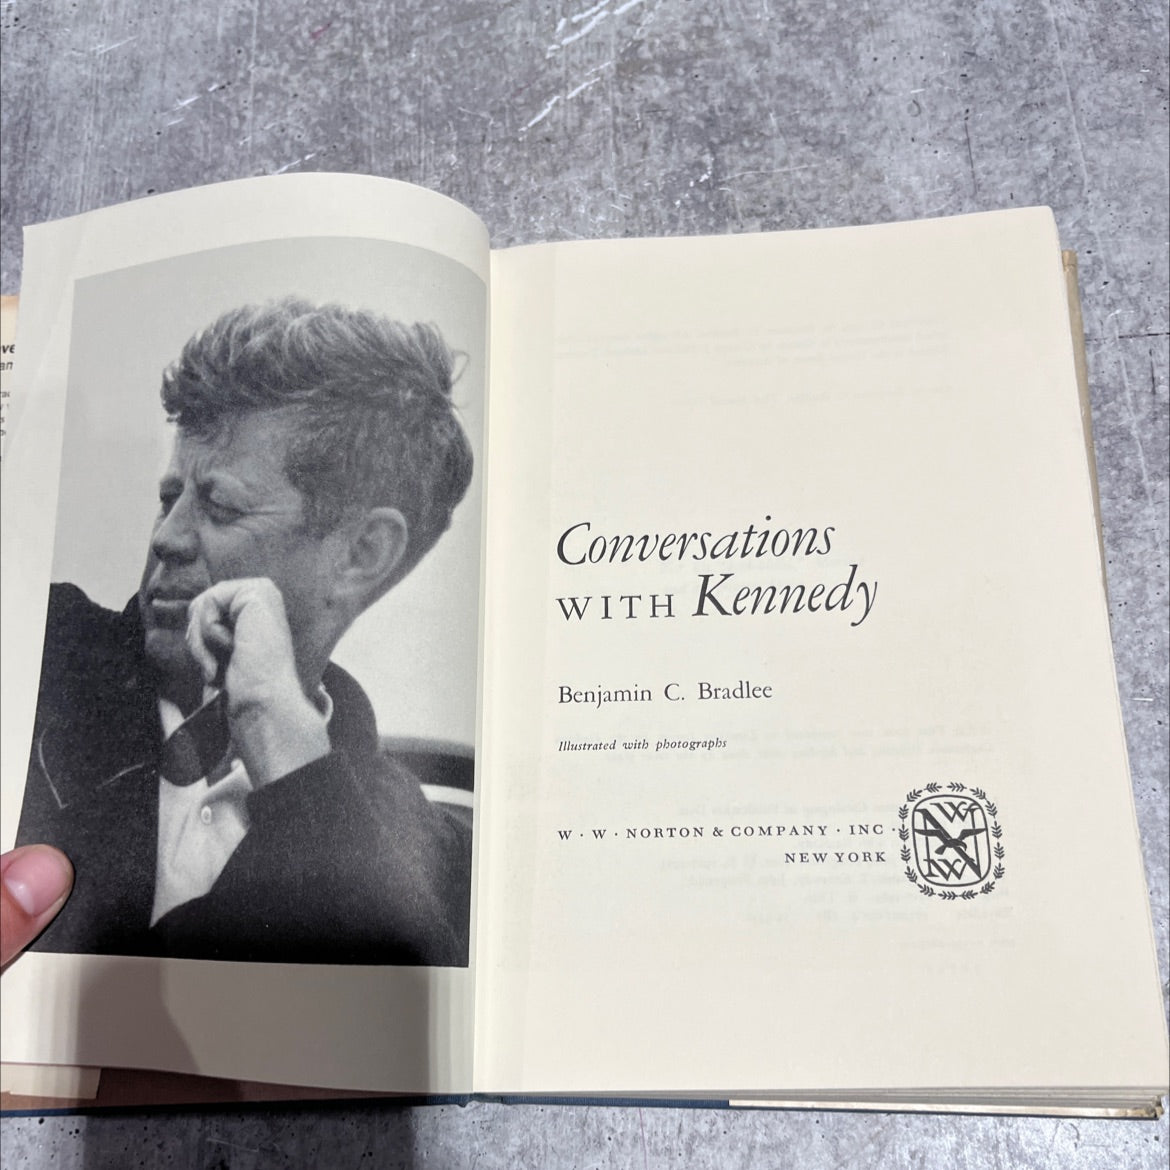 Conversations
WITH Kennedy
Benjamin C. Bradlee
Illustrated with photographs
W · W · NORTON & COMPANY · INC ·
NEW YORK